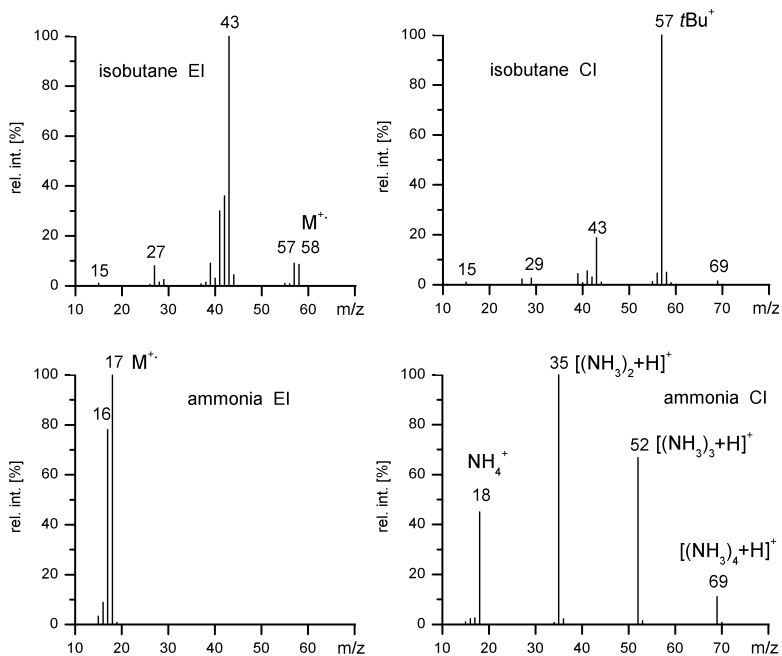 43
100
isobutane EI
80
60
rel. int. [%]
40
20
M+·
27
57 58
15
0
10 20 30 40 50 60 m/z
57 tBu+
100
isobutane CI
80
60
rel. int. [%]
40
43
20
15
29
69
0
10 20 30 40 50 60 70 m/z
17 M+·
100
ammonia EI
16
80
60
rel. int. [%]
40
20
0
10 20 30 40 50 60 m/z
35 [(NH3)2+H]+
100
ammonia CI
80
52 [(NH3)3+H]+
NH4+
60
18
rel. int. [%]
40
[(NH3)4+H]+
20
69
0
10 20 30 40 50 60 70 m/z